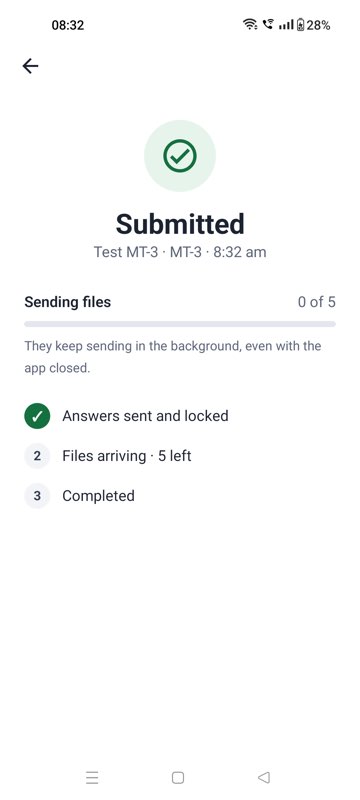 08:32
28%
Submitted
Test MT-3 · MT-3 · 8:32 am
Sending files 0 of 5
They keep sending in the background, even with the
app closed.
✓ Answers sent and locked
2 Files arriving · 5 left
3 Completed